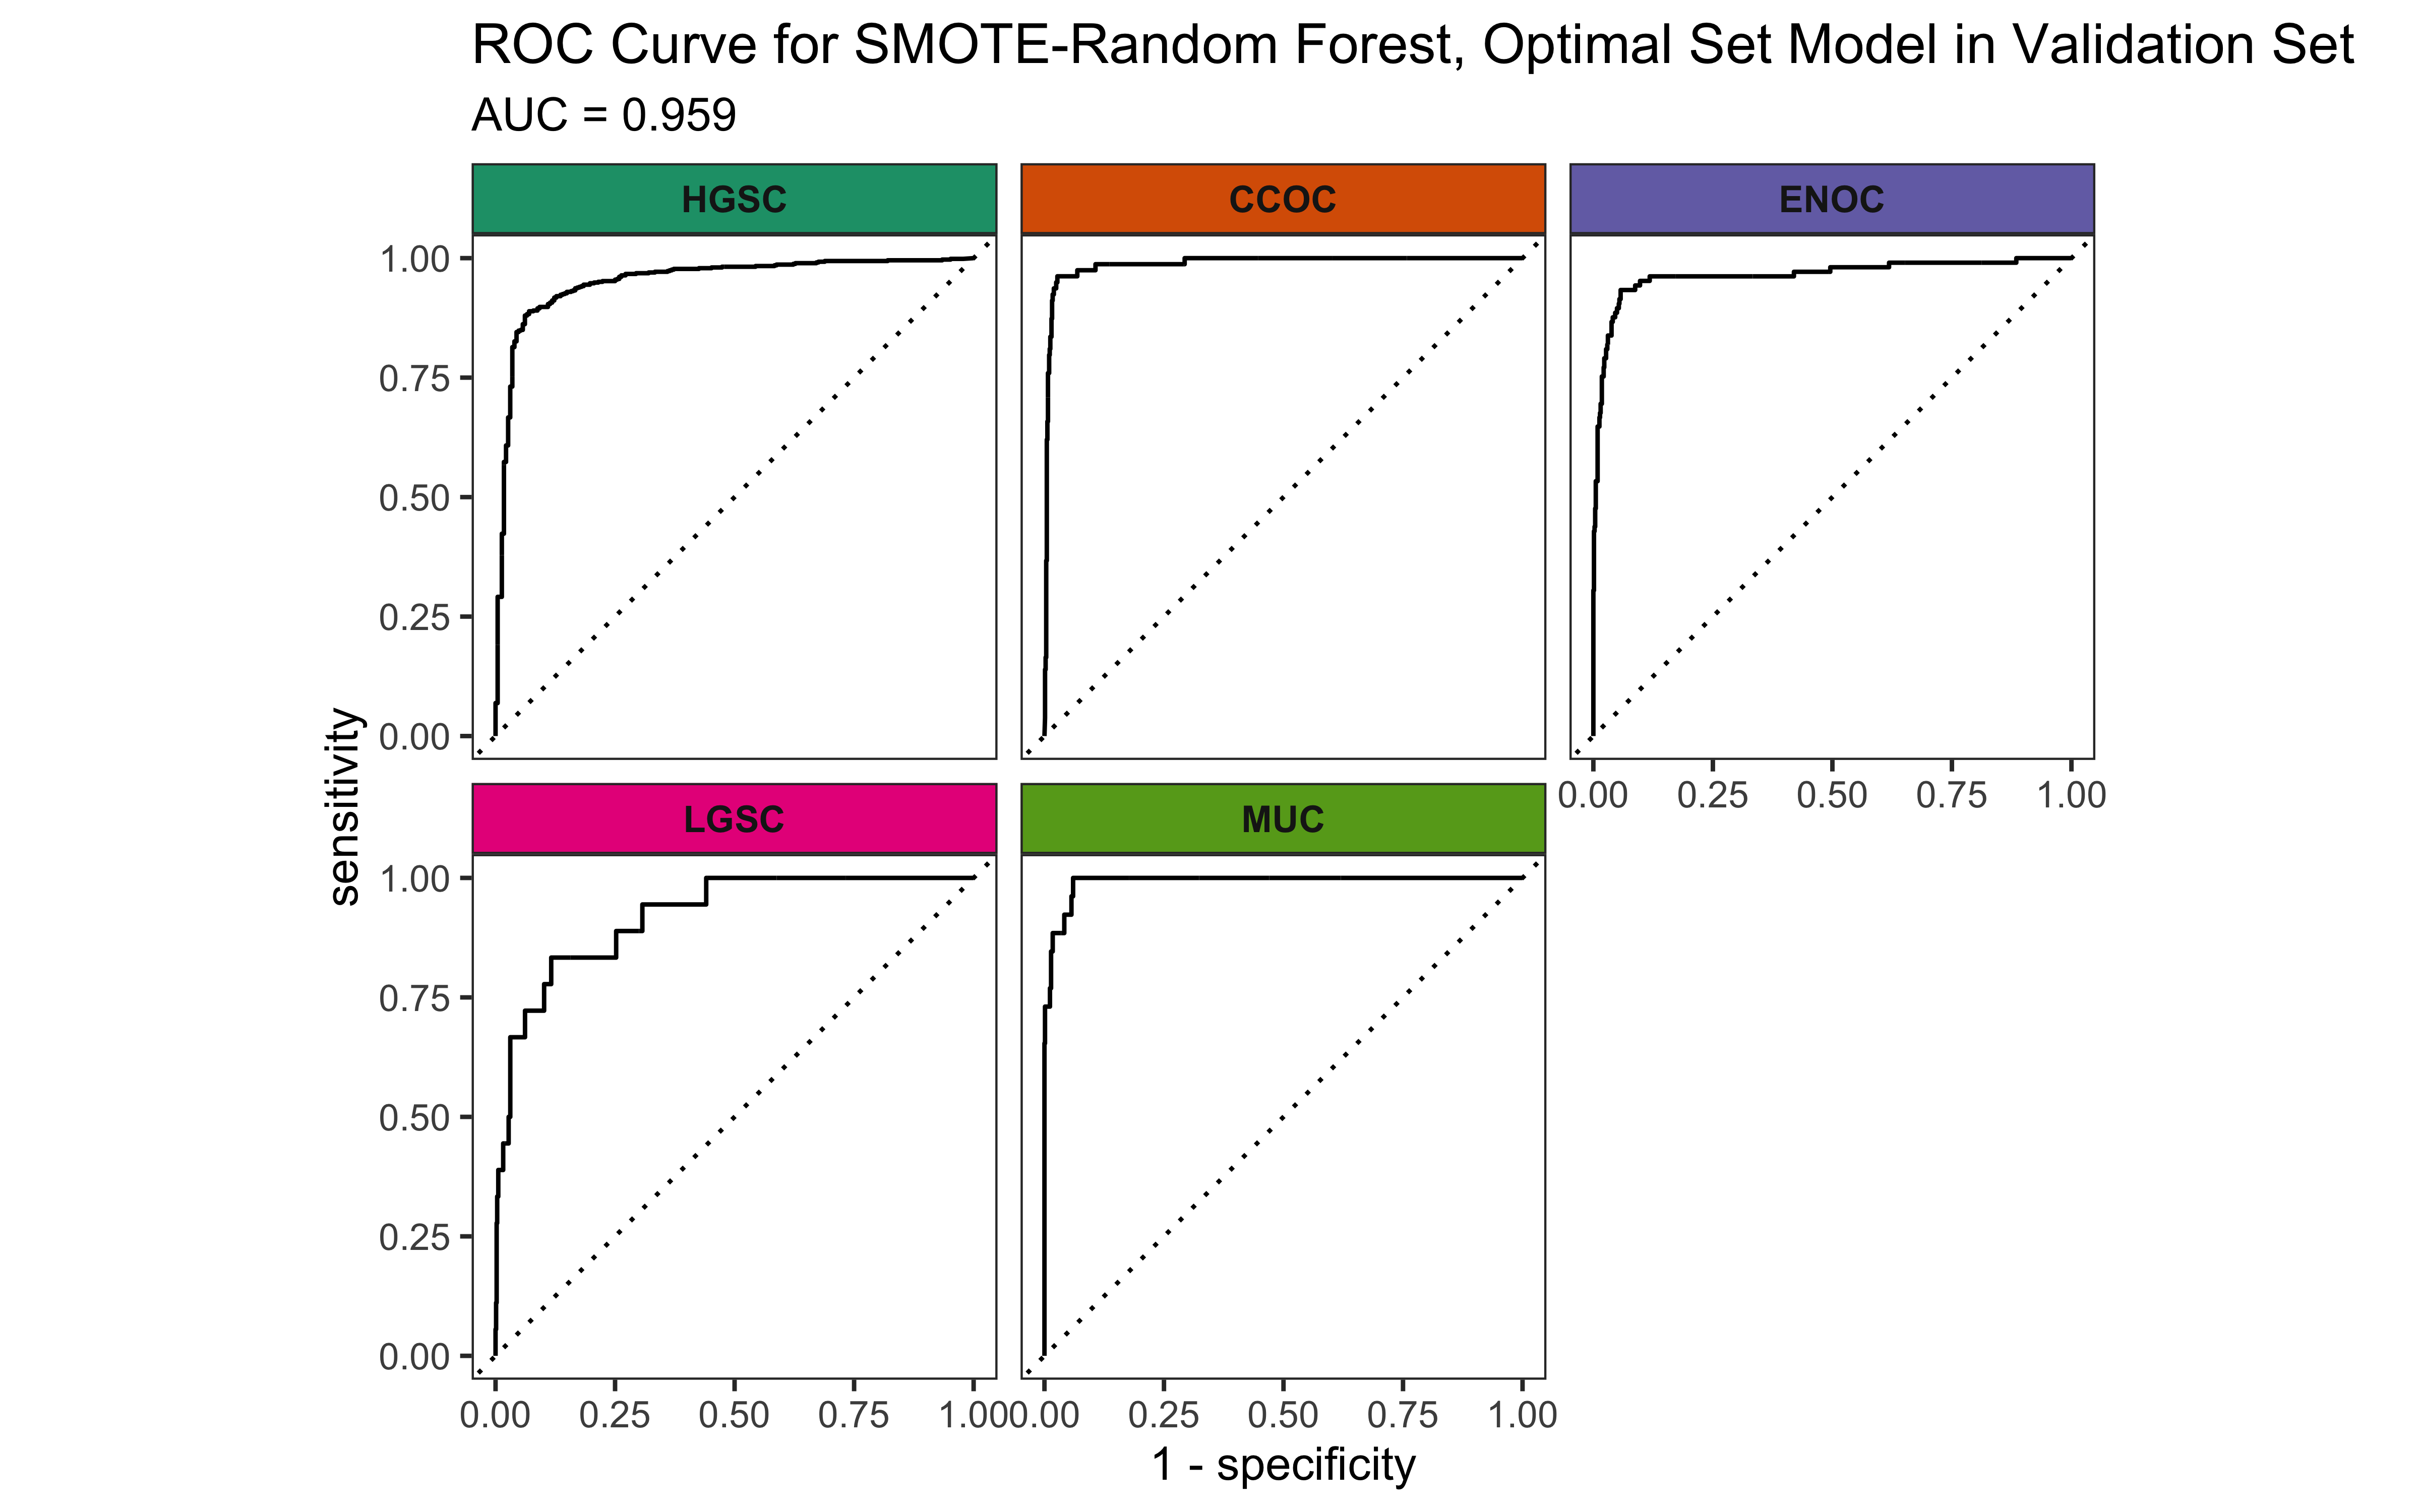 ROC Curve for SMOTE-Random Forest, Optimal Set Model in Validation Set
AUC = 0.959
HGSC
CCOC
ENOC
1.00
0.75
0.50
0.25
0.00
0.00 0.25 0.50 0.75 1.00
sensitivity
LGSC
MUC
1.00
0.75
0.50
0.25
0.00
0.00 0.25 0.50 0.75 1.00
0.00 0.25 0.50 0.75 1.00
1 - specificity